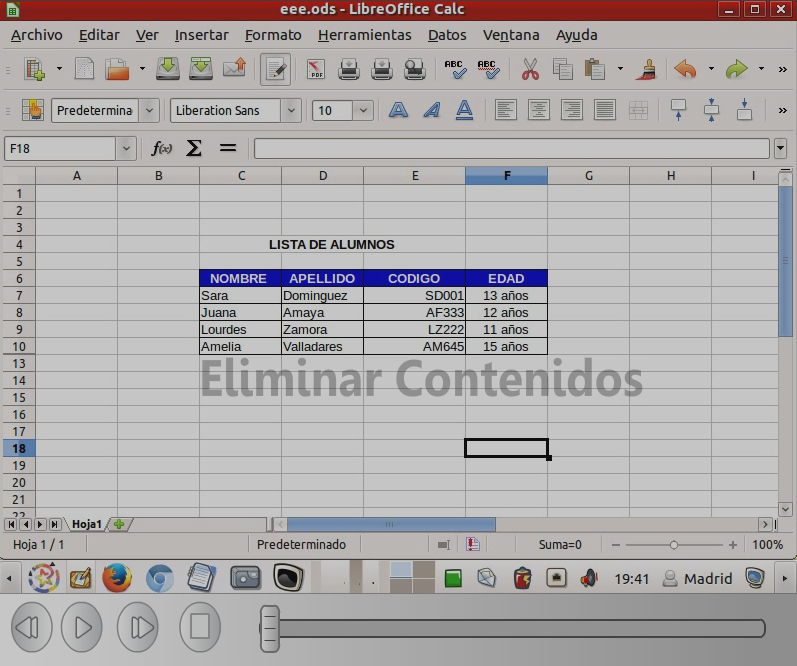 eee.ods - LibreOffice Calc
Archivo Editar Ver Insertar Formato Herramientas Datos Ventana Ayuda
PDF ABC ABC »
Predetermina Liberation Sans 10 A A A »
F18 f(x) Σ =
A B C D E F G H I
1
2
3
4 LISTA DE ALUMNOS
5
6 NOMBRE APELLIDO CODIGO EDAD
7 Sara Dominguez SD001 13 años
8 Juana Amaya AF333 12 años
9 Lourdes Zamora LZ222 11 años
10 Amelia Valladares AM645 15 años
13
14 Eliminar Contenidos
15
16
17
18
19
20
21
22
Hoja1
Hoja 1 / 1 Predeterminado Suma=0 100%
19:41 Madrid